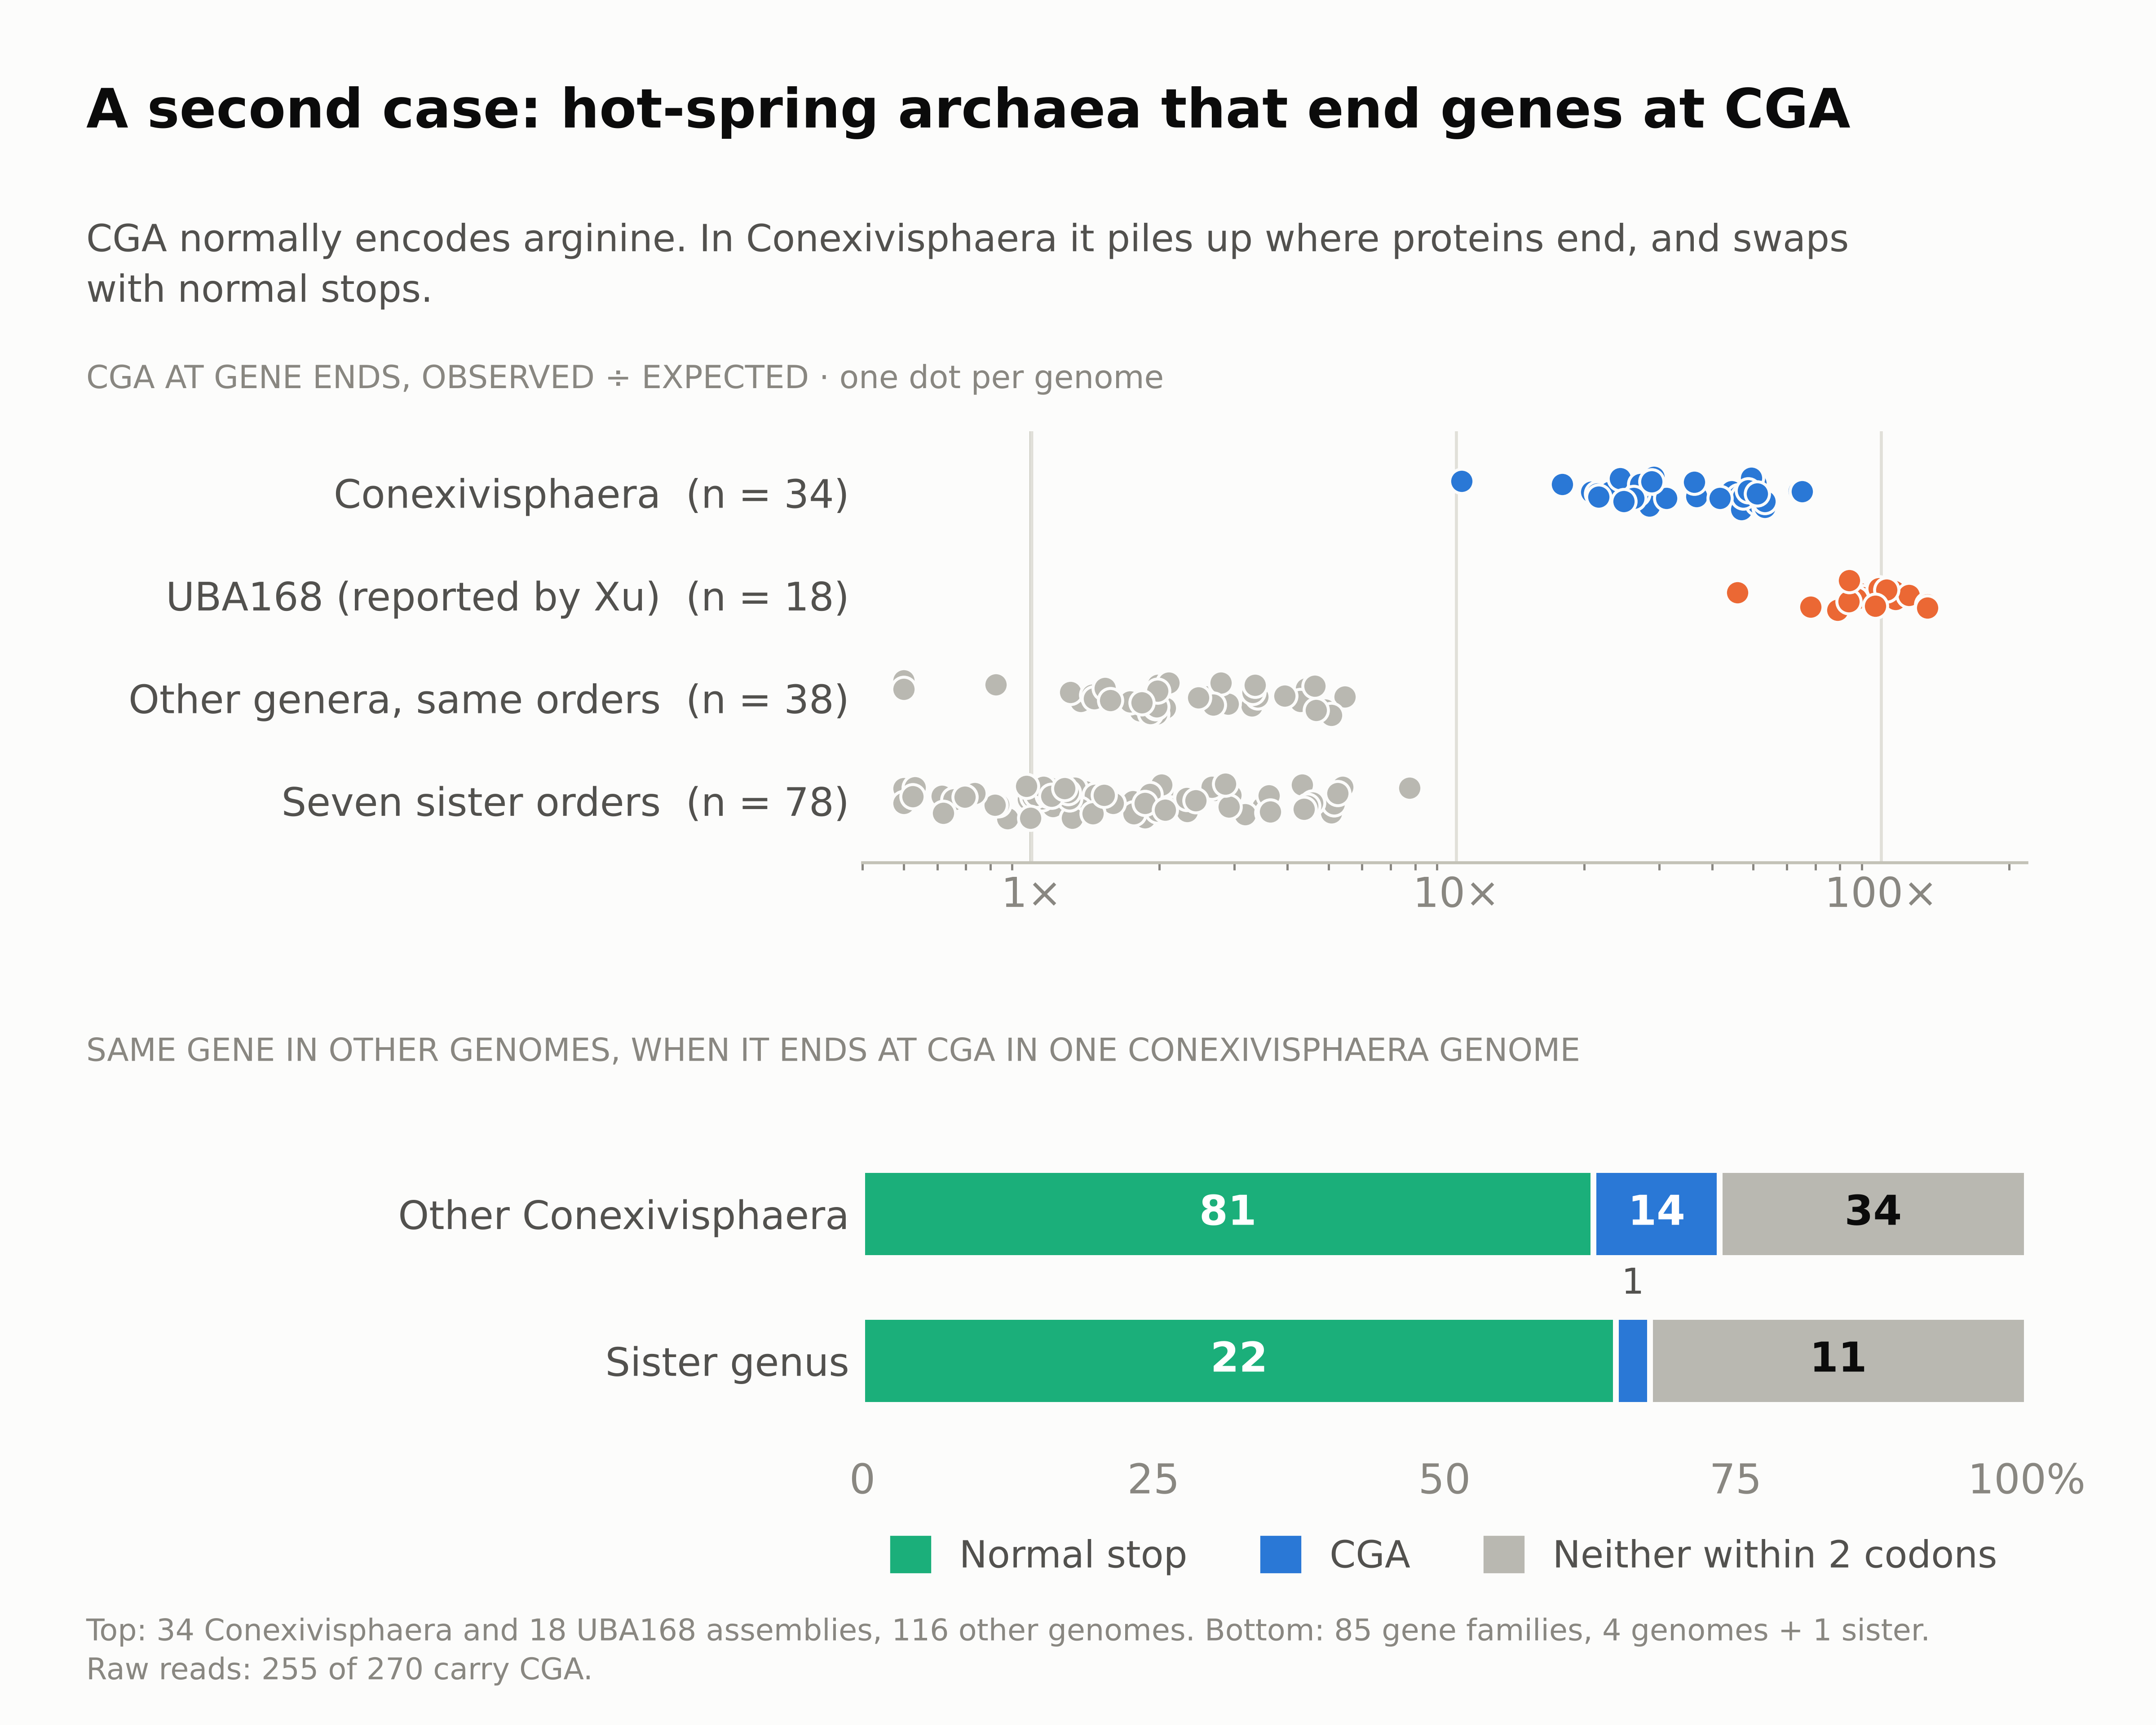 A second case: hot-spring archaea that end genes at CGA
CGA normally encodes arginine. In Conexivisphaera it piles up where proteins end, and swaps
with normal stops.
CGA AT GENE ENDS, OBSERVED ÷ EXPECTED · one dot per genome
Conexivisphaera (n = 34)
UBA168 (reported by Xu) (n = 18)
Other genera, same orders (n = 38)
Seven sister orders (n = 78)
1× 10× 100×
SAME GENE IN OTHER GENOMES, WHEN IT ENDS AT CGA IN ONE CONEXIVISPHAERA GENOME
Other Conexivisphaera 81 14 34
1
Sister genus 22 11
0 25 50 75 100%
Normal stop CGA Neither within 2 codons
Top: 34 Conexivisphaera and 18 UBA168 assemblies, 116 other genomes. Bottom: 85 gene families, 4 genomes + 1 sister.
Raw reads: 255 of 270 carry CGA.